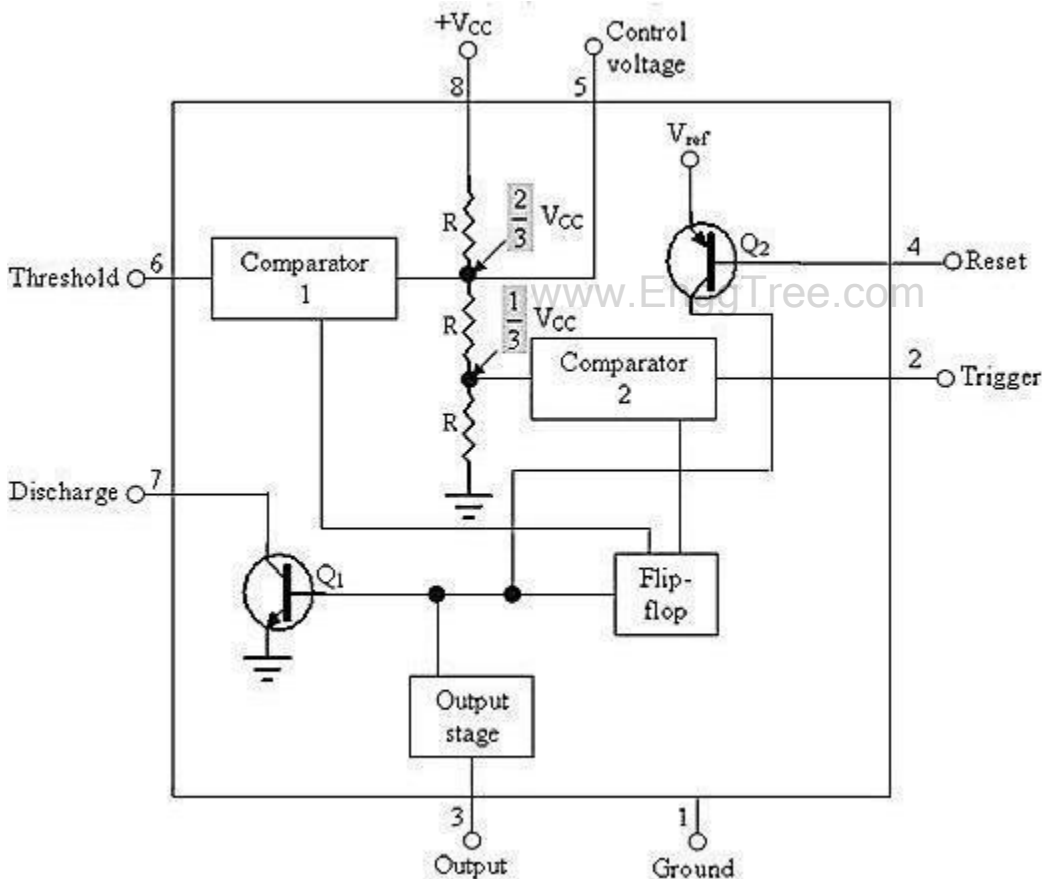 +VCC
Control
voltage
8
5
Vref
R
2/3 VCC
Q2
4
Reset
Threshold
6
Comparator
1
www.EnggTree.com
R
1/3 VCC
Comparator
2
2
Trigger
R
Discharge
7
Q1
Flip-
flop
Output
stage
3
1
Output
Ground